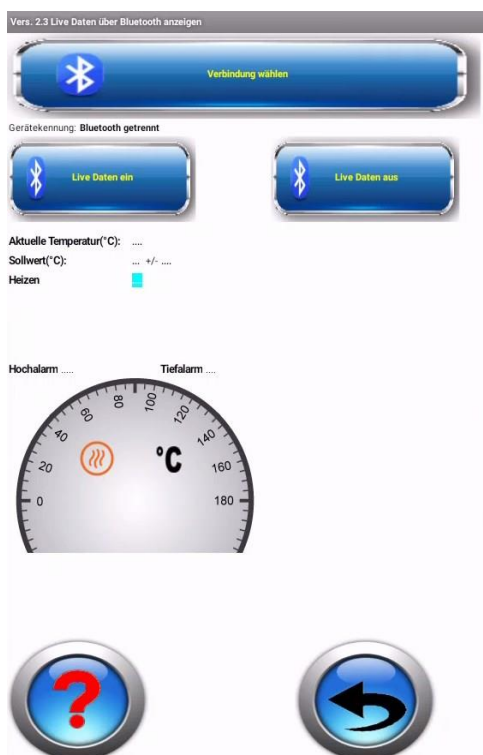 Vers. 2.3 Live Daten über Bluetooth anzeigen
Verbindung wählen
Gerätekennung: Bluetooth getrennt
Live Daten ein
Live Daten aus
Aktuelle Temperatur(°C): ....
Sollwert(°C): ... +/- ....
Heizen
Hochalarm ..... Tiefalarm ....
0
20
40
60
80
100
120
140
160
180
°C
?